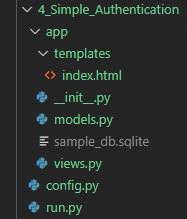 4_Simple_Authentication
app
templates
index.html
__init__.py
models.py
sample_db.sqlite
views.py
config.py
run.py